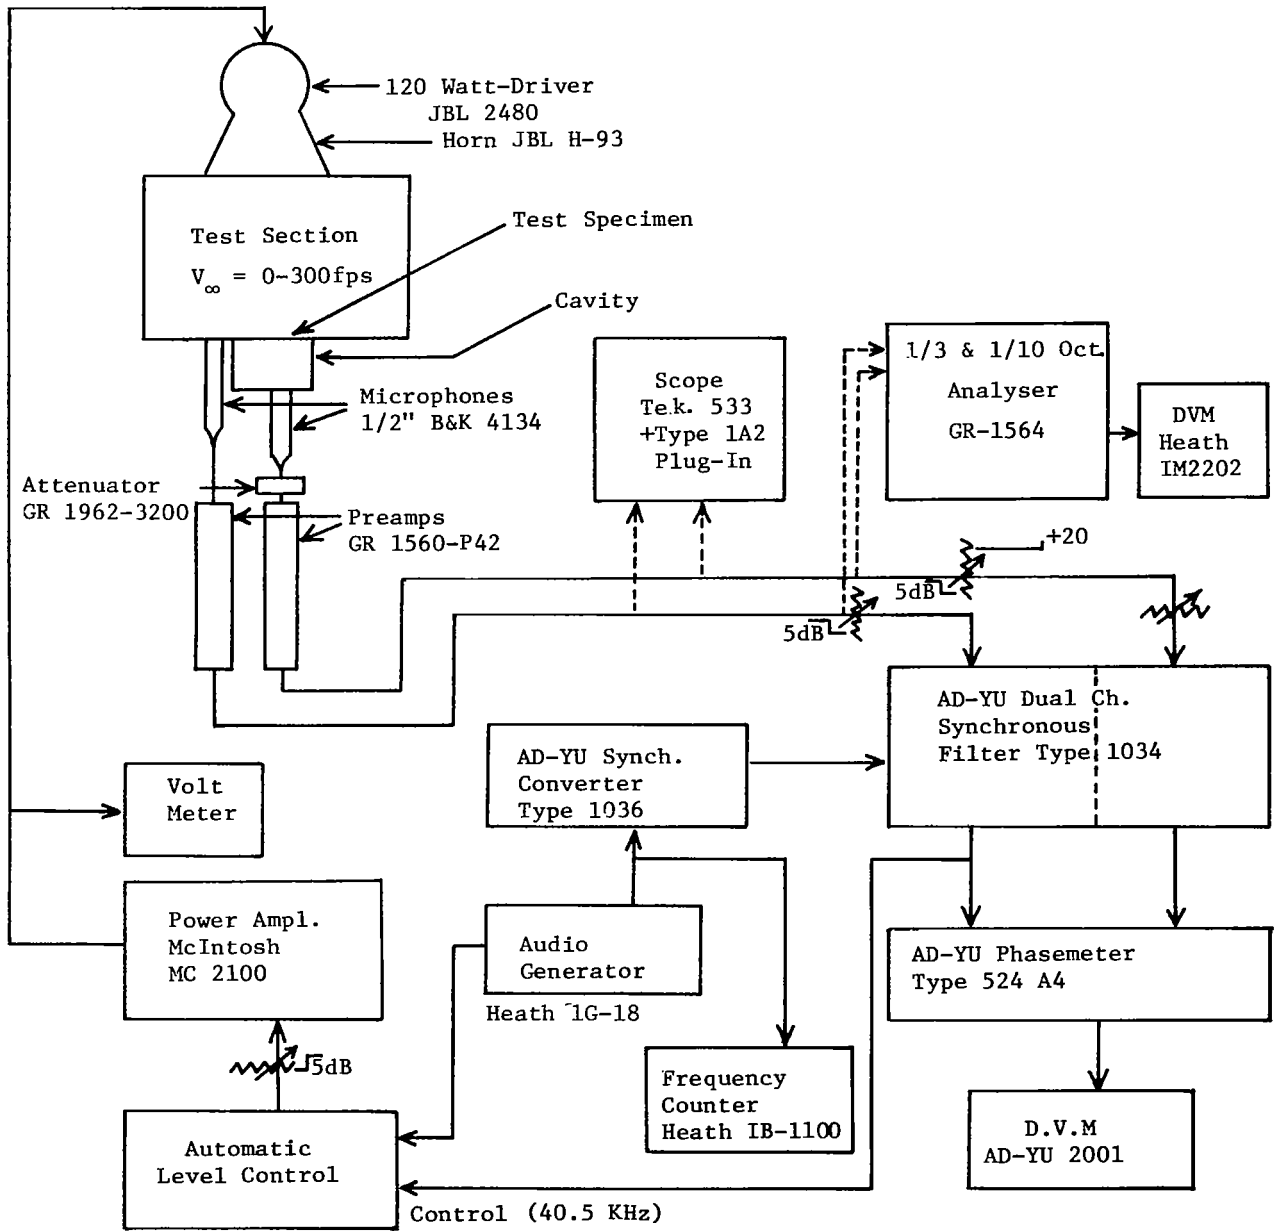 120 Watt-Driver
JBL 2480
Horn JBL H-93
Test Section
V∞ = 0-300fps
Test Specimen
Cavity
Microphones
1/2" B&K 4134
Attenuator
GR 1962-3200
Preamps
GR 1560-P42
Scope
Tek. 533
+Type 1A2
Plug-In
1/3 & 1/10 Oct.
Analyser
GR-1564
DVM
Heath
IM2202
+20
5dB
5dB
AD-YU Dual Ch.
Synchronous
Filter Type 1034
AD-YU Synch.
Converter
Type 1036
Volt
Meter
Power Ampl.
McIntosh
MC 2100
Audio
Generator
Heath 1G-18
AD-YU Phasemeter
Type 524 A4
5dB
Frequency
Counter
Heath IB-1100
D.V.M
AD-YU 2001
Automatic
Level Control
Control (40.5 KHz)